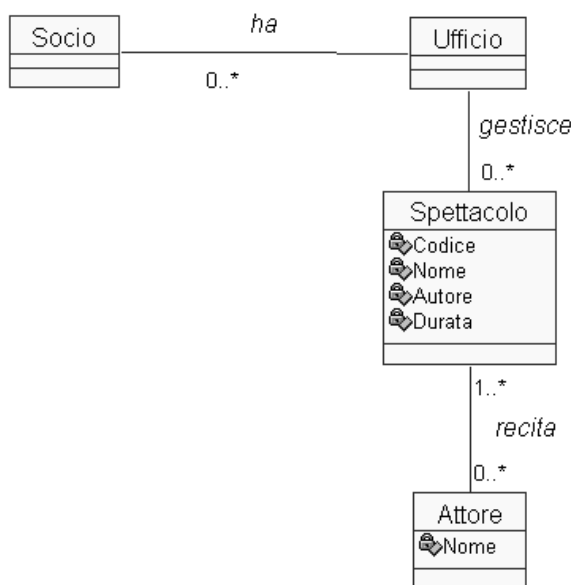 Socio
ha
Ufficio
0..*
gestisce
0..*
Spettacolo
Codice
Nome
Autore
Durata
1..*
recita
0..*
Attore
Nome